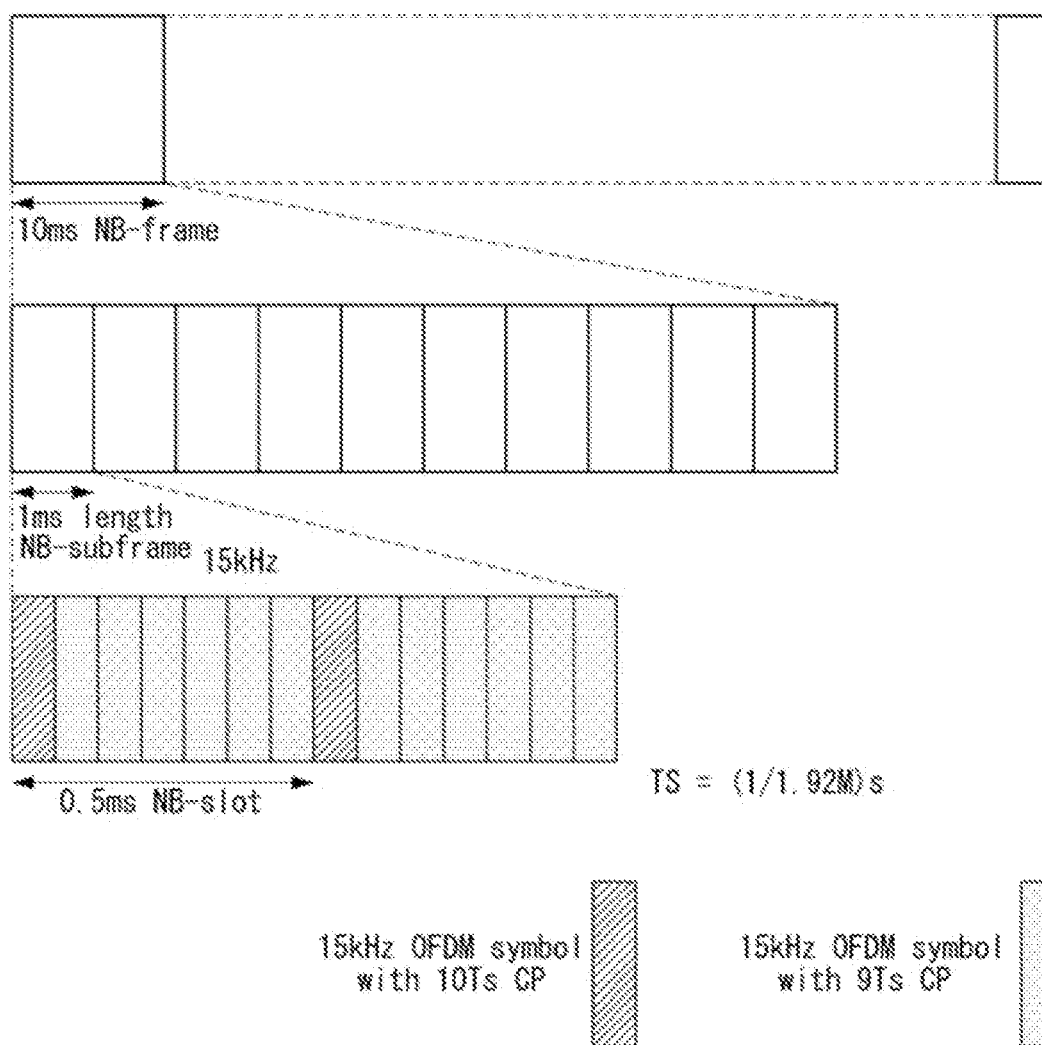 10ms NB-frame
1ms length
NB-subframe
15kHz
0.5ms NB-slot
TS = (1/1.92M)s
15kHz OFDM symbol
with 10Ts CP
15kHz OFDM symbol
with 9Ts CP